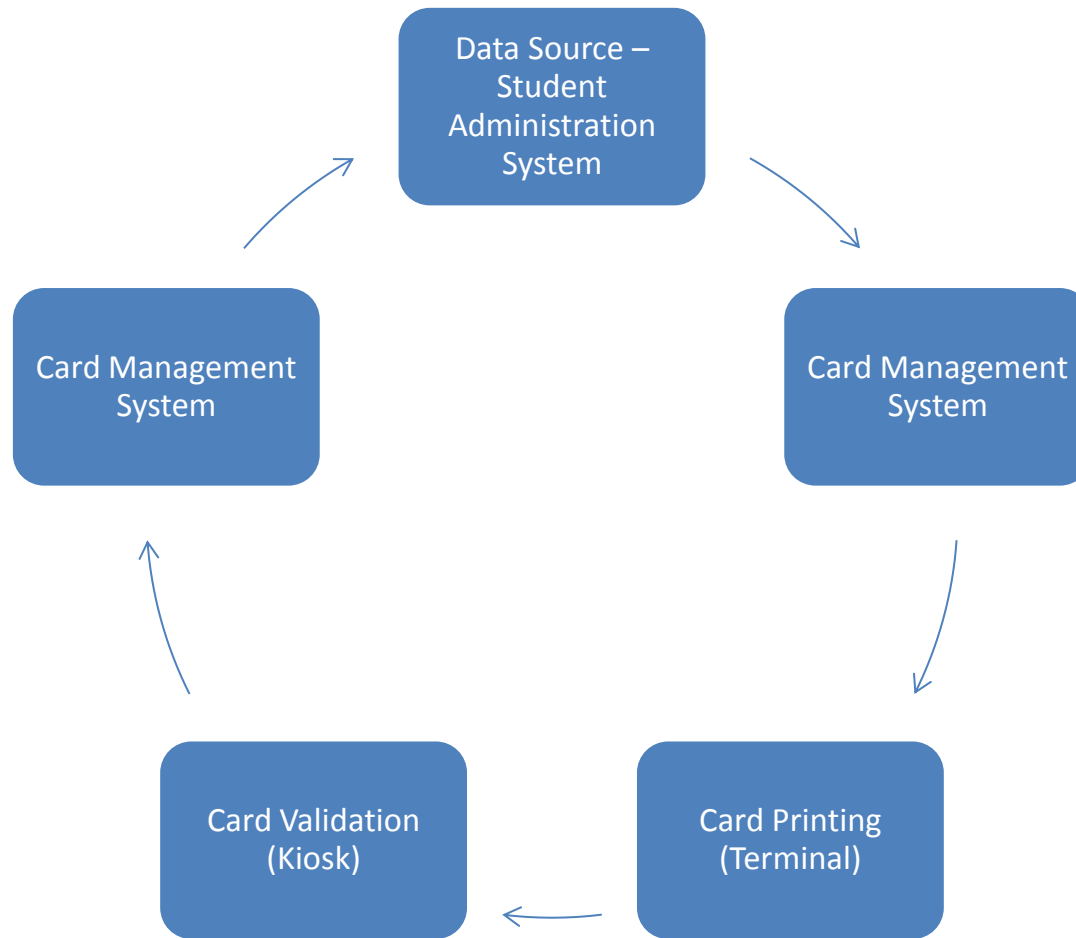 Data Source –
Student
Administration
System
Card Management
System
Card Management
System
Card Validation
(Kiosk)
Card Printing
(Terminal)